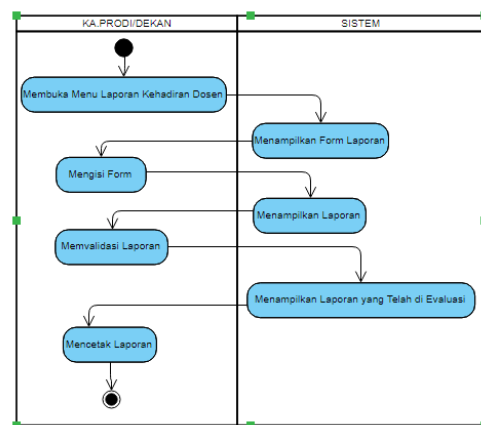 KA.PRODI/DEKAN
SISTEM
Membuka Menu Laporan Kehadiran Dosen
Menampilkan Form Laporan
Mengisi Form
Menampilkan Laporan
Memvalidasi Laporan
Menampilkan Laporan yang Telah di Evaluasi
Mencetak Laporan